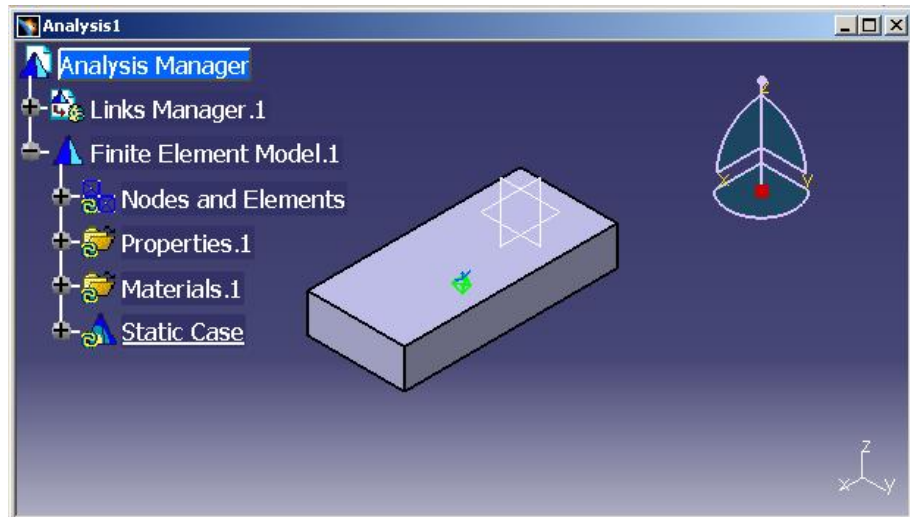 Analysis1
Analysis Manager
Links Manager.1
Finite Element Model.1
Nodes and Elements
Properties.1
Materials.1
Static Case
z
x y
z
x y